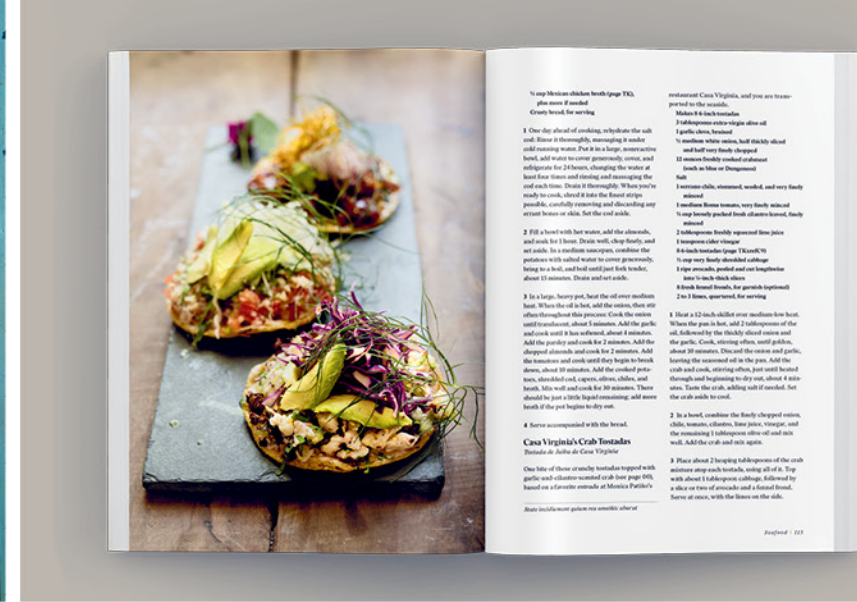 ½ cup Mexican chicken broth (page TK),
plus more if needed
Crusty bread, for serving
1 One day ahead of cooking, rehydrate the salt
cod: Rinse it thoroughly, massaging it under
cold running water. Put it in a large, nonreactive
bowl, add water to cover generously, cover, and
refrigerate for 24 hours, changing the water at
least four times and rinsing and massaging the
cod each time. Drain it thoroughly. When you're
ready to cook, shred it into the finest strips
possible, carefully removing and discarding any
errant bones or skin. Set the cod aside.
2 Fill a bowl with hot water, add the almonds,
and soak for 1 hour. Drain well, chop finely, and
set aside. In a medium saucepan, combine the
potatoes with salted water to cover generously,
bring to a boil, and boil until just fork tender,
about 15 minutes. Drain and set aside.
3 In a large, heavy pot, heat the oil over medium
heat. When the oil is hot, add the onion, then stir
often throughout this process: Cook the onion
until translucent, about 5 minutes. Add the garlic
and cook until it has softened, about 4 minutes.
Add the parsley and cook for 2 minutes. Add the
chopped almonds and cook for 2 minutes. Add
the tomatoes and cook until they begin to break
down, about 10 minutes. Add the cooked pota-
toes, shredded cod, capers, olives, chiles, and
broth. Mix well and cook for 30 minutes. There
should be just a little liquid remaining; add more
broth if the pot begins to dry out.
4 Serve accompanied with the bread.
Casa Virginia's Crab Tostadas
Tostada de Jaiba de Casa Virginia
One bite of these crunchy tostadas topped with
garlic-and-cilantro-scented crab (see page 00),
based on a favorite entrada at Monica Patiño's
restaurant Casa Virginia, and you are trans-
ported to the seaside.
Makes 8 6-inch tostadas
3 tablespoons extra-virgin olive oil
1 garlic clove, bruised
½ medium white onion, half thickly sliced
and half very finely chopped
12 ounces freshly cooked crabmeat
(such as blue or Dungeness)
Salt
1 serrano chile, stemmed, seeded, and very finely
minced
1 medium Roma tomato, very finely minced
cup loosely packed fresh cilantro leaves, finely
minced
2 tablespoons freshly squeezed lime juice
1 teaspoon cider vinegar
8 6-inch tostadas (page TK
cup very finely shredded cabbage
1 ripe avocado, peeled and cut lengthwise
into ¼-inch-thick slices
8 fresh fennel fronds, for garnish (optional)
2 to 3 limes, quartered, for serving
1 Heat a 12-inch skillet over medium-low heat.
When the pan is hot, add 2 tablespoons of the
oil, followed by the thickly sliced onion and
the garlic. Cook, stirring often, until golden,
about 10 minutes. Discard the onion and garlic,
leaving the seasoned oil in the pan. Add the
crab and cook, stirring often, just until heated
through and beginning to dry out, about 4 min-
utes. Taste the crab, adding salt if needed. Set
the crab aside to cool.
2 In a bowl, combine the finely chopped onion,
chile, tomato, cilantro, lime juice, vinegar, and
the remaining 1 tablespoon olive oil and mix
well. Add the crab and mix again.
3 Place about 2 heaping tablespoons of the crab
mixture atop each tostada, using all of it. Top
with about 1 tablespoon cabbage, followed by
a slice or two of avocado and a fennel frond.
Serve at once, with the limes on the side.
Seafood | 113